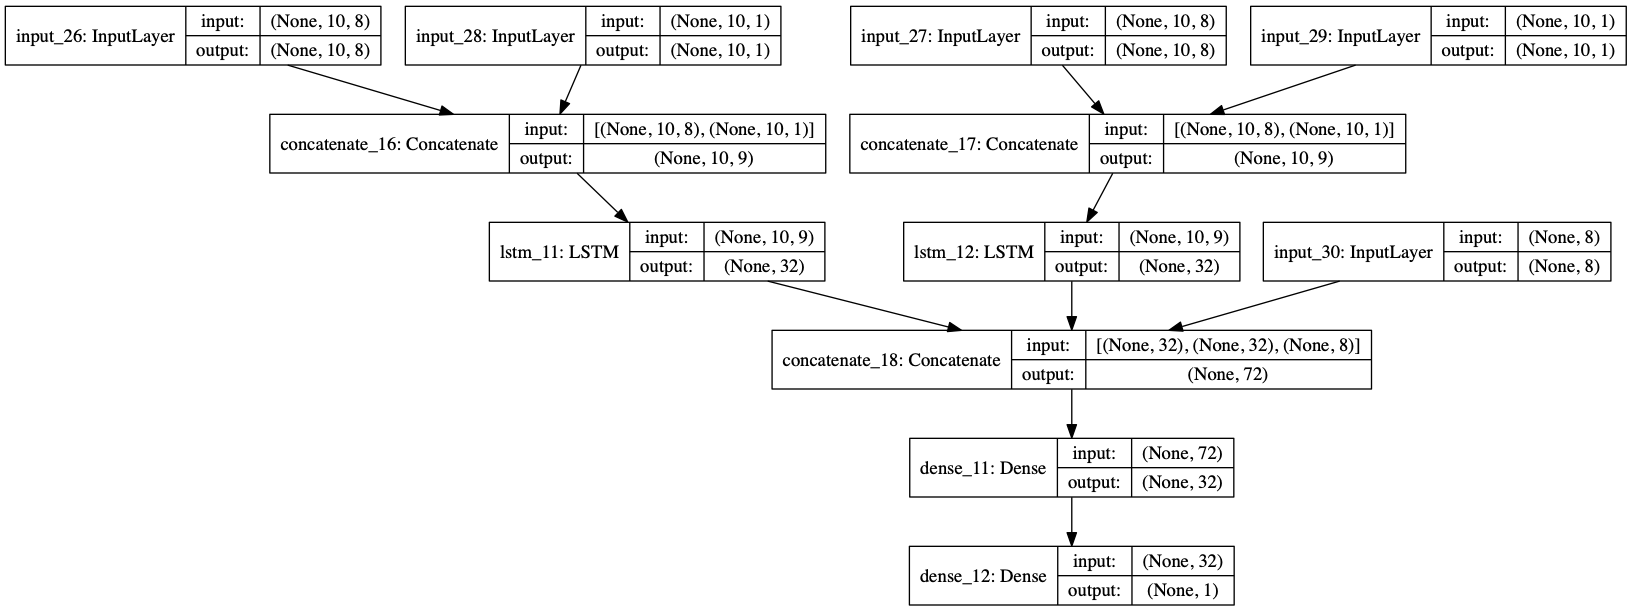 input_26: InputLayer
input: (None, 10, 8)
output: (None, 10, 8)
input_28: InputLayer
input: (None, 10, 1)
output: (None, 10, 1)
input_27: InputLayer
input: (None, 10, 8)
output: (None, 10, 8)
input_29: InputLayer
input: (None, 10, 1)
output: (None, 10, 1)
concatenate_16: Concatenate
input: [(None, 10, 8), (None, 10, 1)]
output: (None, 10, 9)
concatenate_17: Concatenate
input: [(None, 10, 8), (None, 10, 1)]
output: (None, 10, 9)
lstm_11: LSTM
input: (None, 10, 9)
output: (None, 32)
lstm_12: LSTM
input: (None, 10, 9)
output: (None, 32)
input_30: InputLayer
input: (None, 8)
output: (None, 8)
concatenate_18: Concatenate
input: [(None, 32), (None, 32), (None, 8)]
output: (None, 72)
dense_11: Dense
input: (None, 72)
output: (None, 32)
dense_12: Dense
input: (None, 32)
output: (None, 1)